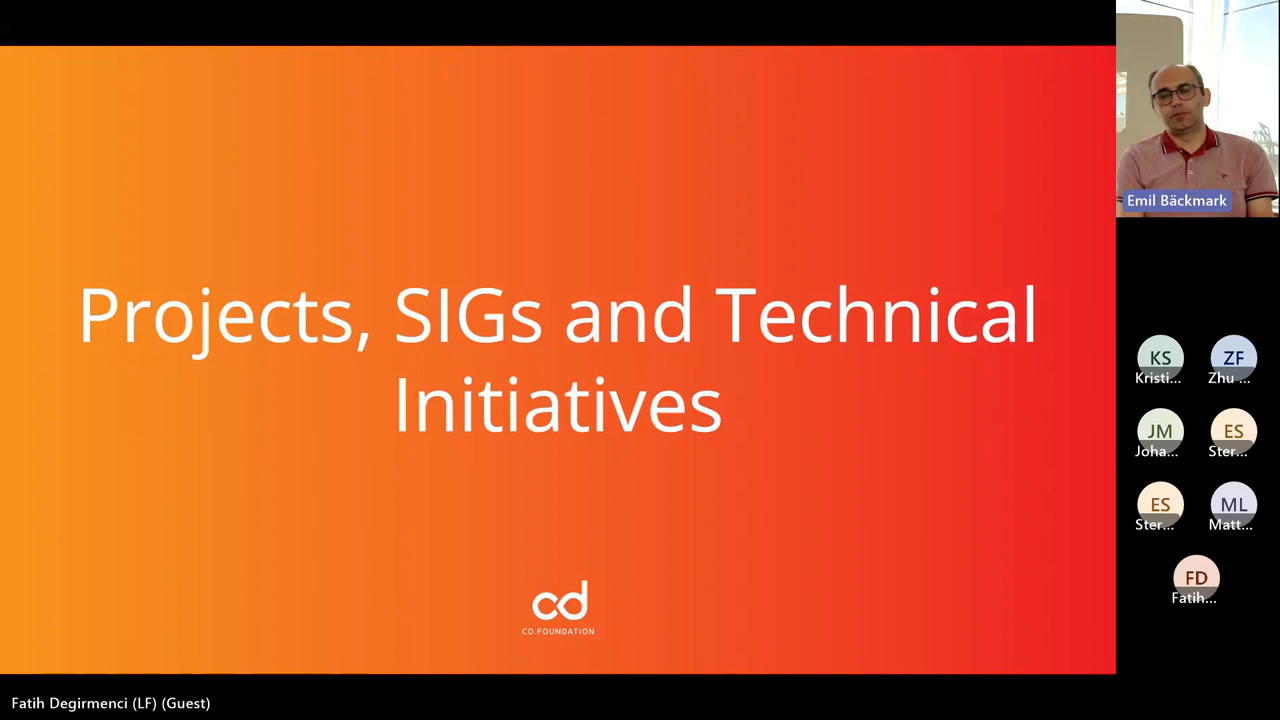 Projects, SIGs and Technical
Initiatives
cd
CD.FOUNDATION
Emil Bäckmark
KS
Kristi...
ZF
Zhu ...
JM
Joha...
ES
Ster...
ES
Ster...
ML
Matt...
FD
Fatih...
Fatih Degirmenci (LF) (Guest)